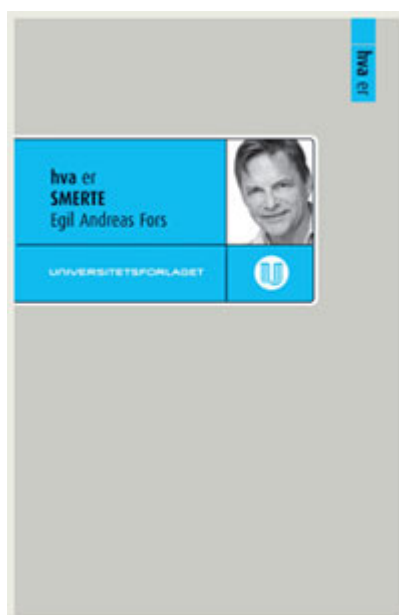 hva er
hva er
SMERTE
Egil Andreas Fors
UNIVERSITETSFORLAGET
U